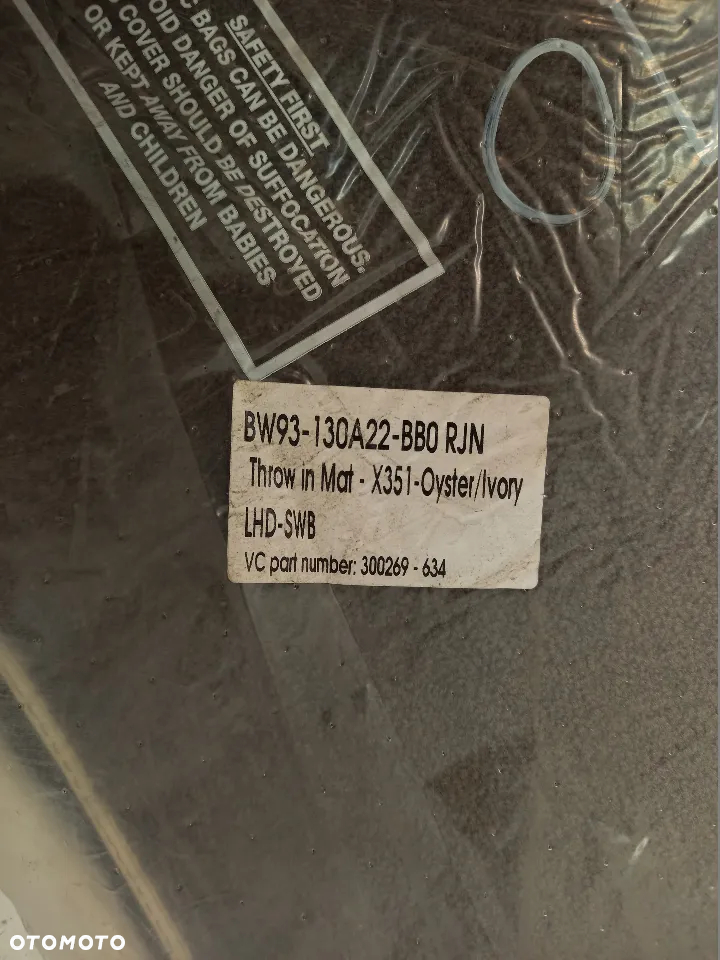 SAFETY FIRST
C BAGS CAN BE DANGEROUS.
OID DANGER OF SUFFOCATION
COVER SHOULD BE DESTROYED
OR KEPT AWAY FROM BABIES
AND CHILDREN
BW93-130A22-BB0 RJN
Throw in Mat - X351-Oyster/Ivory
LHD-SWB
VC part number: 300269 - 634
OTOMOTO